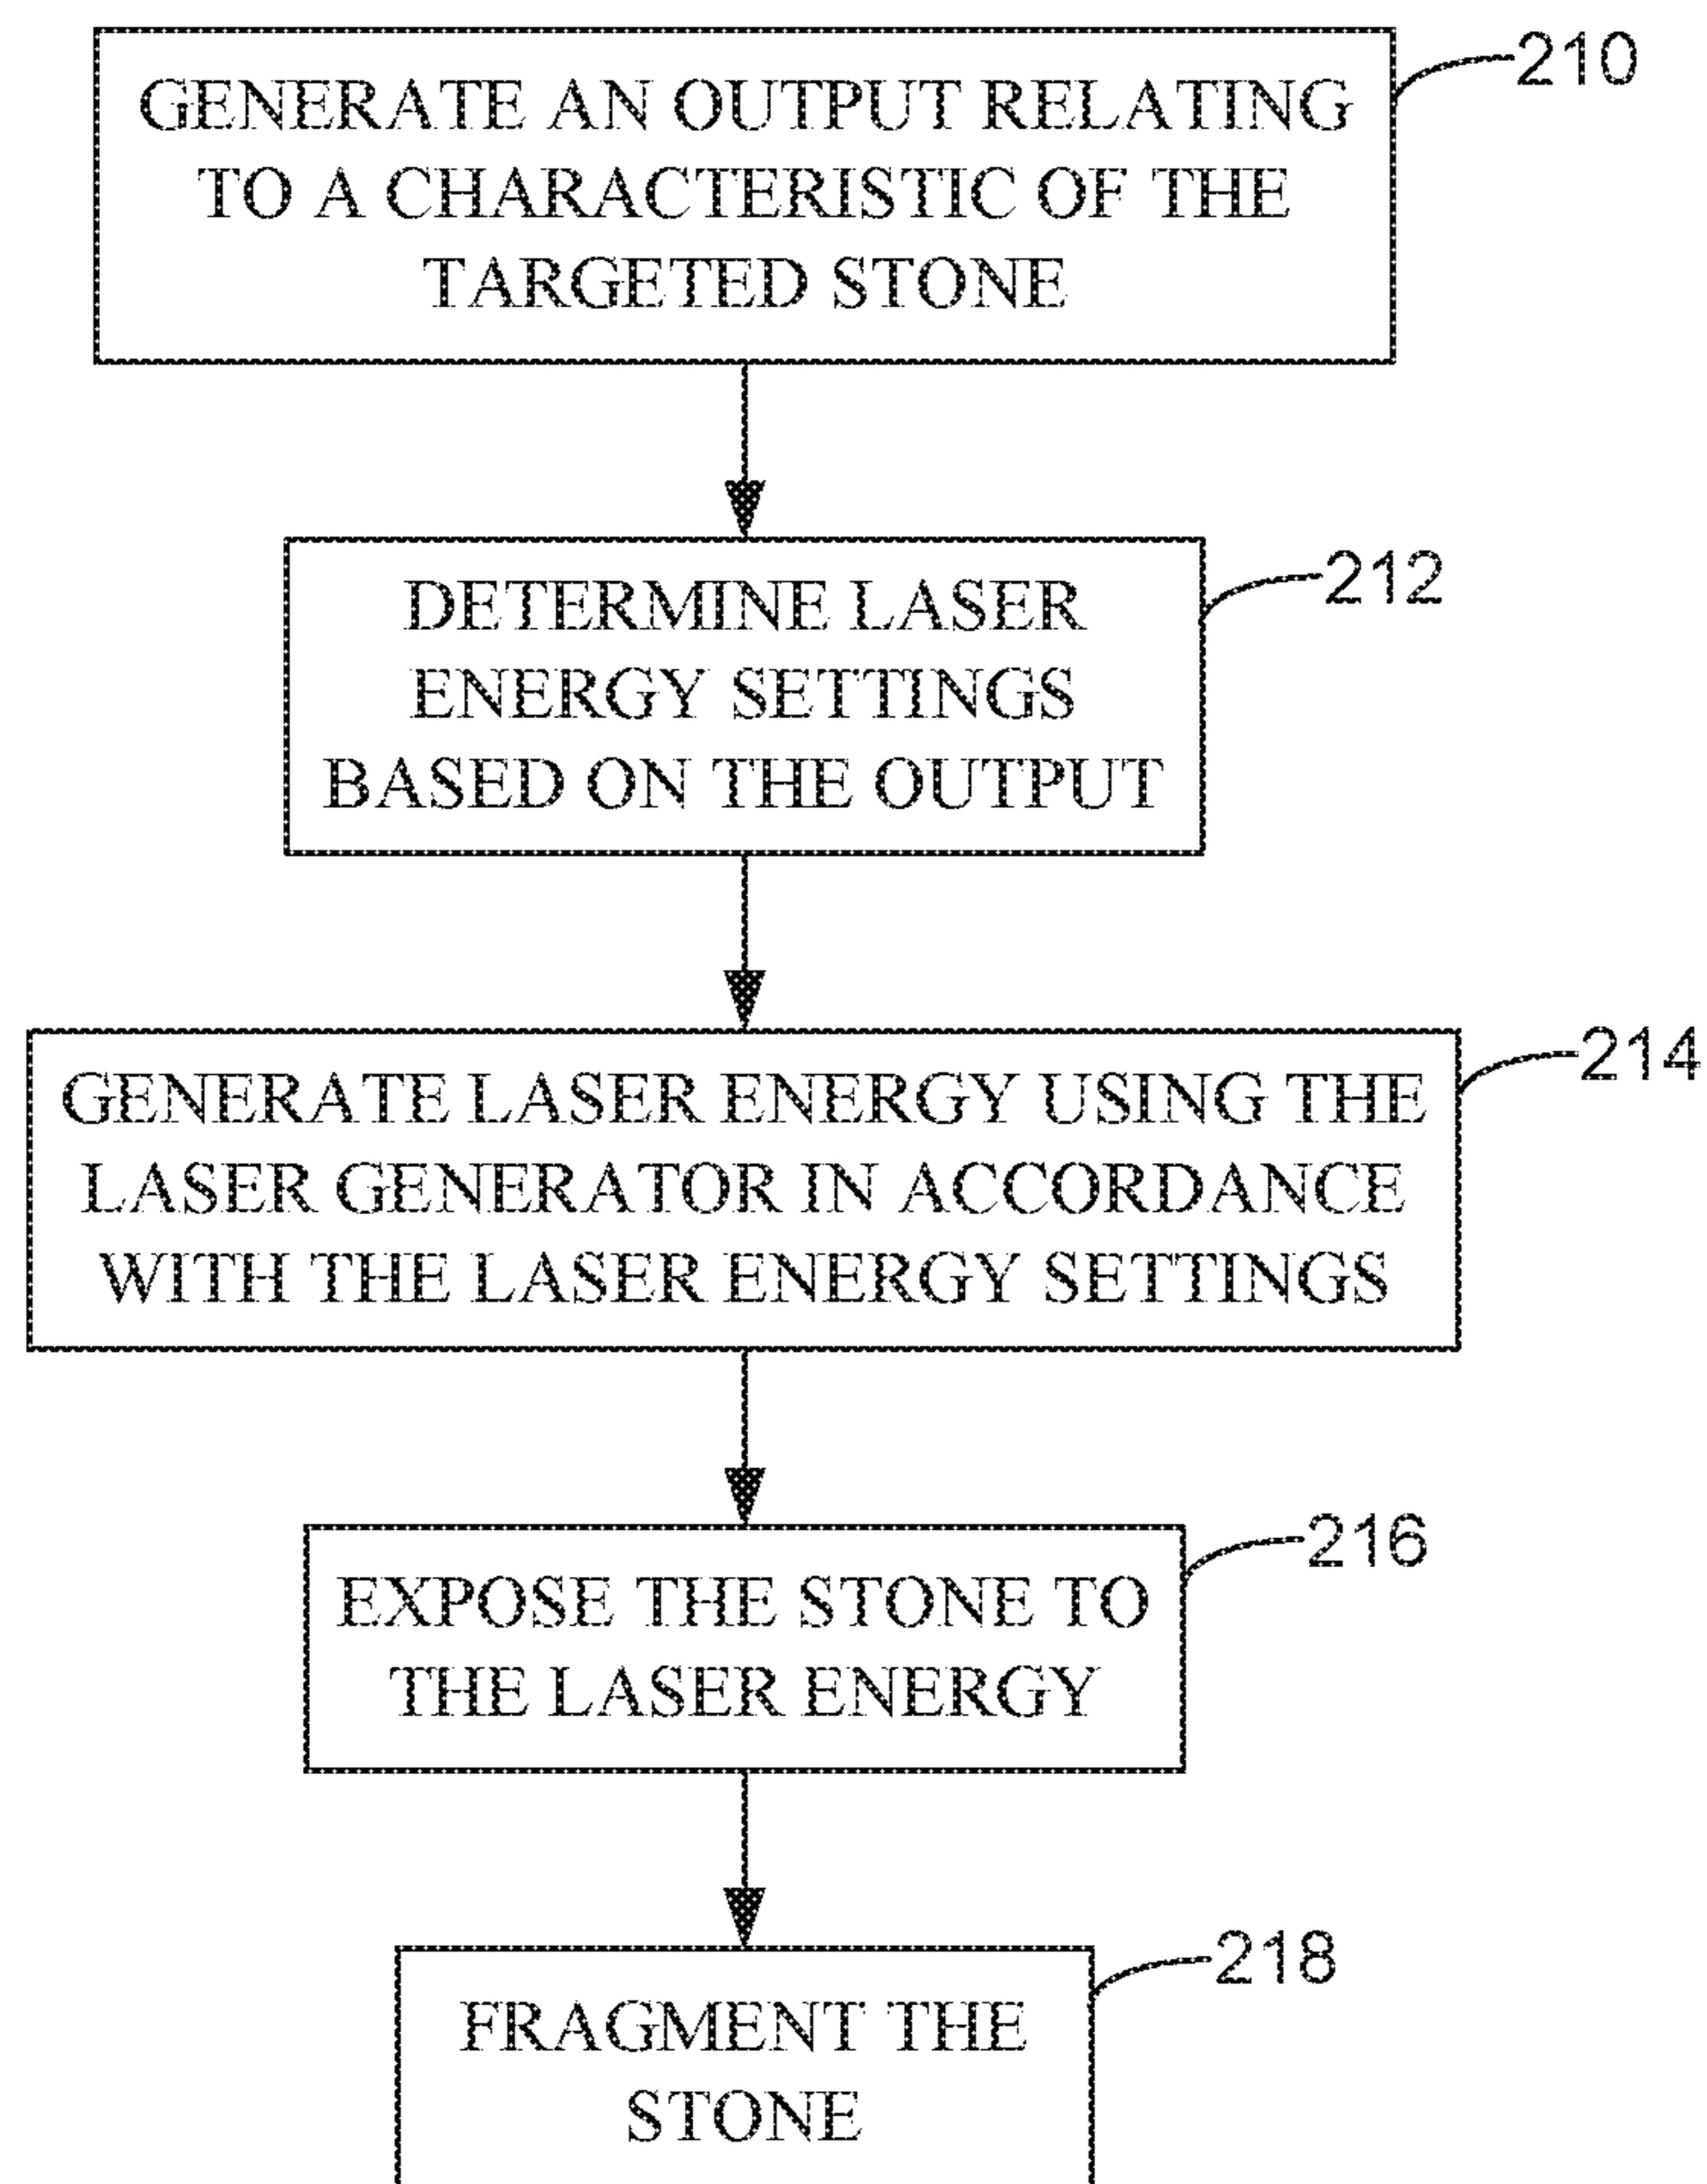 210
GENERATE AN OUTPUT RELATING
TO A CHARACTERISTIC OF THE
TARGETED STONE
212
DETERMINE LASER
ENERGY SETTINGS
BASED ON THE OUTPUT
214
GENERATE LASER ENERGY USING THE
LASER GENERATOR IN ACCORDANCE
WITH THE LASER ENERGY SETTINGS
216
EXPOSE THE STONE TO
THE LASER ENERGY
218
FRAGMENT THE
STONE